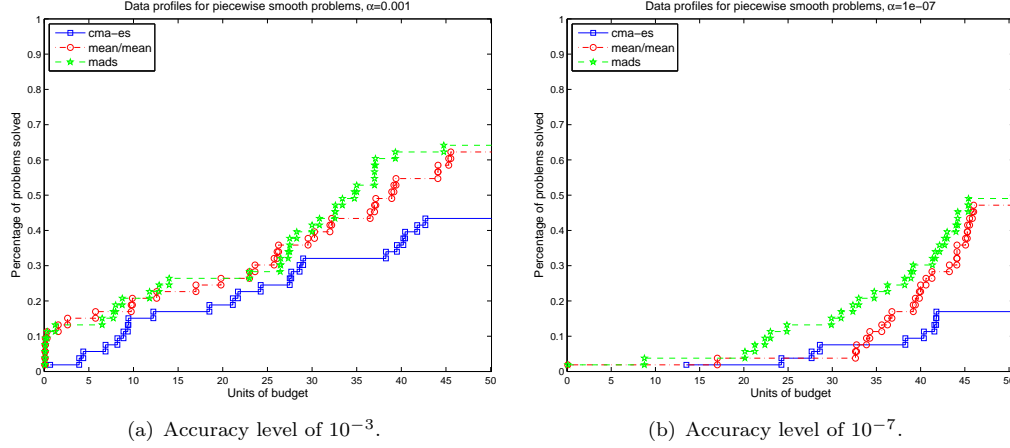 Data profiles for piecewise smooth problems, α=0.001
1
0.9
0.8
0.7
0.6
0.5
0.4
0.3
0.2
0.1
0
Percentage of problems solved
cma−es
mean/mean
mads
0 5 10 15 20 25 30 35 40 45 50
Units of budget
(a) Accuracy level of 10−3.
Data profiles for piecewise smooth problems, α=1e−07
1
0.9
0.8
0.7
0.6
0.5
0.4
0.3
0.2
0.1
0
Percentage of problems solved
cma−es
mean/mean
mads
0 5 10 15 20 25 30 35 40 45 50
Units of budget
(b) Accuracy level of 10−7.